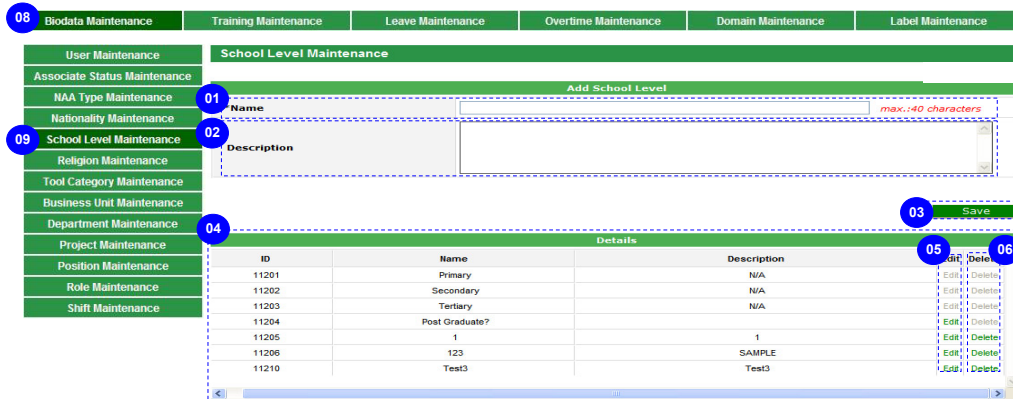 08 Biodata Maintenance Training Maintenance Leave Maintenance Overtime Maintenance Domain Maintenance Label Maintenance
User Maintenance
Associate Status Maintenance
NAA Type Maintenance
Nationality Maintenance
09 School Level Maintenance
Religion Maintenance
Tool Category Maintenance
Business Unit Maintenance
Department Maintenance
Project Maintenance
Position Maintenance
Role Maintenance
Shift Maintenance
School Level Maintenance
Add School Level
01 *Name max.:40 characters
02 Description
03 Save
04 Details
05 06
ID Name Description Edit Delete
11201 Primary N/A Edit Delete
11202 Secondary N/A Edit Delete
11203 Tertiary N/A Edit Delete
11204 Post Graduate? Edit Delete
11205 1 1 Edit Delete
11206 123 SAMPLE Edit Delete
11210 Test3 Test3 Edit Delete